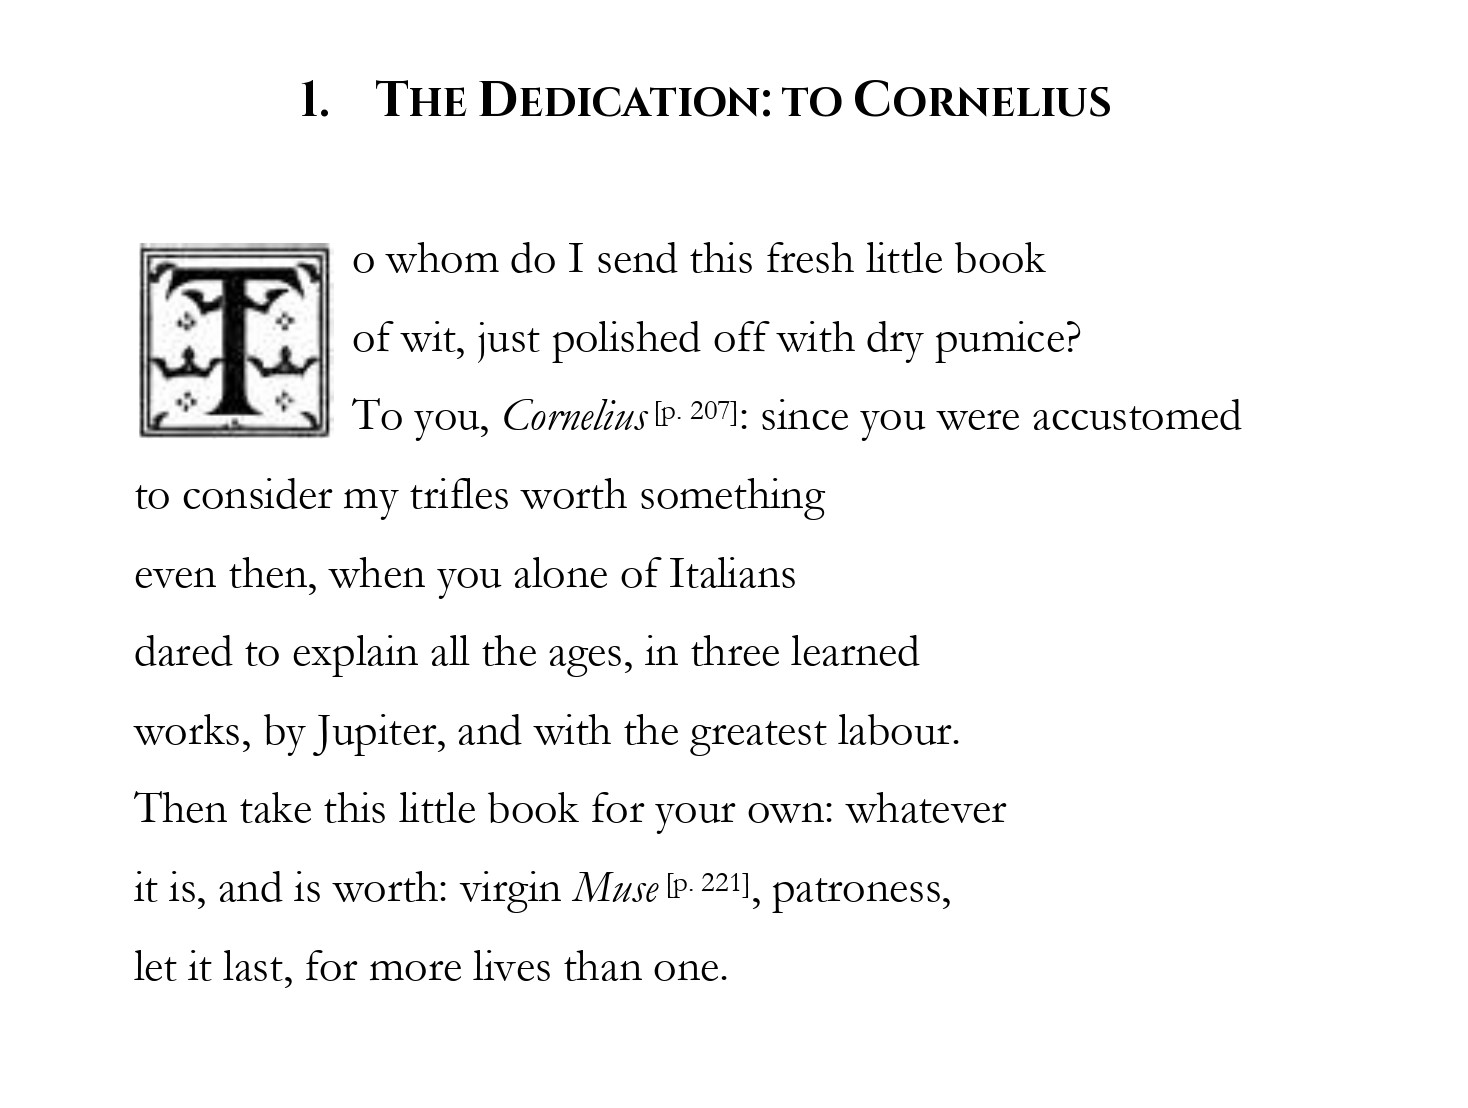 1. THE DEDICATION: TO CORNELIUS
To whom do I send this fresh little book
of wit, just polished off with dry pumice?
To you, Cornelius [p. 207]: since you were accustomed
to consider my trifles worth something
even then, when you alone of Italians
dared to explain all the ages, in three learned
works, by Jupiter, and with the greatest labour.
Then take this little book for your own: whatever
it is, and is worth: virgin Muse [p. 221], patroness,
let it last, for more lives than one.